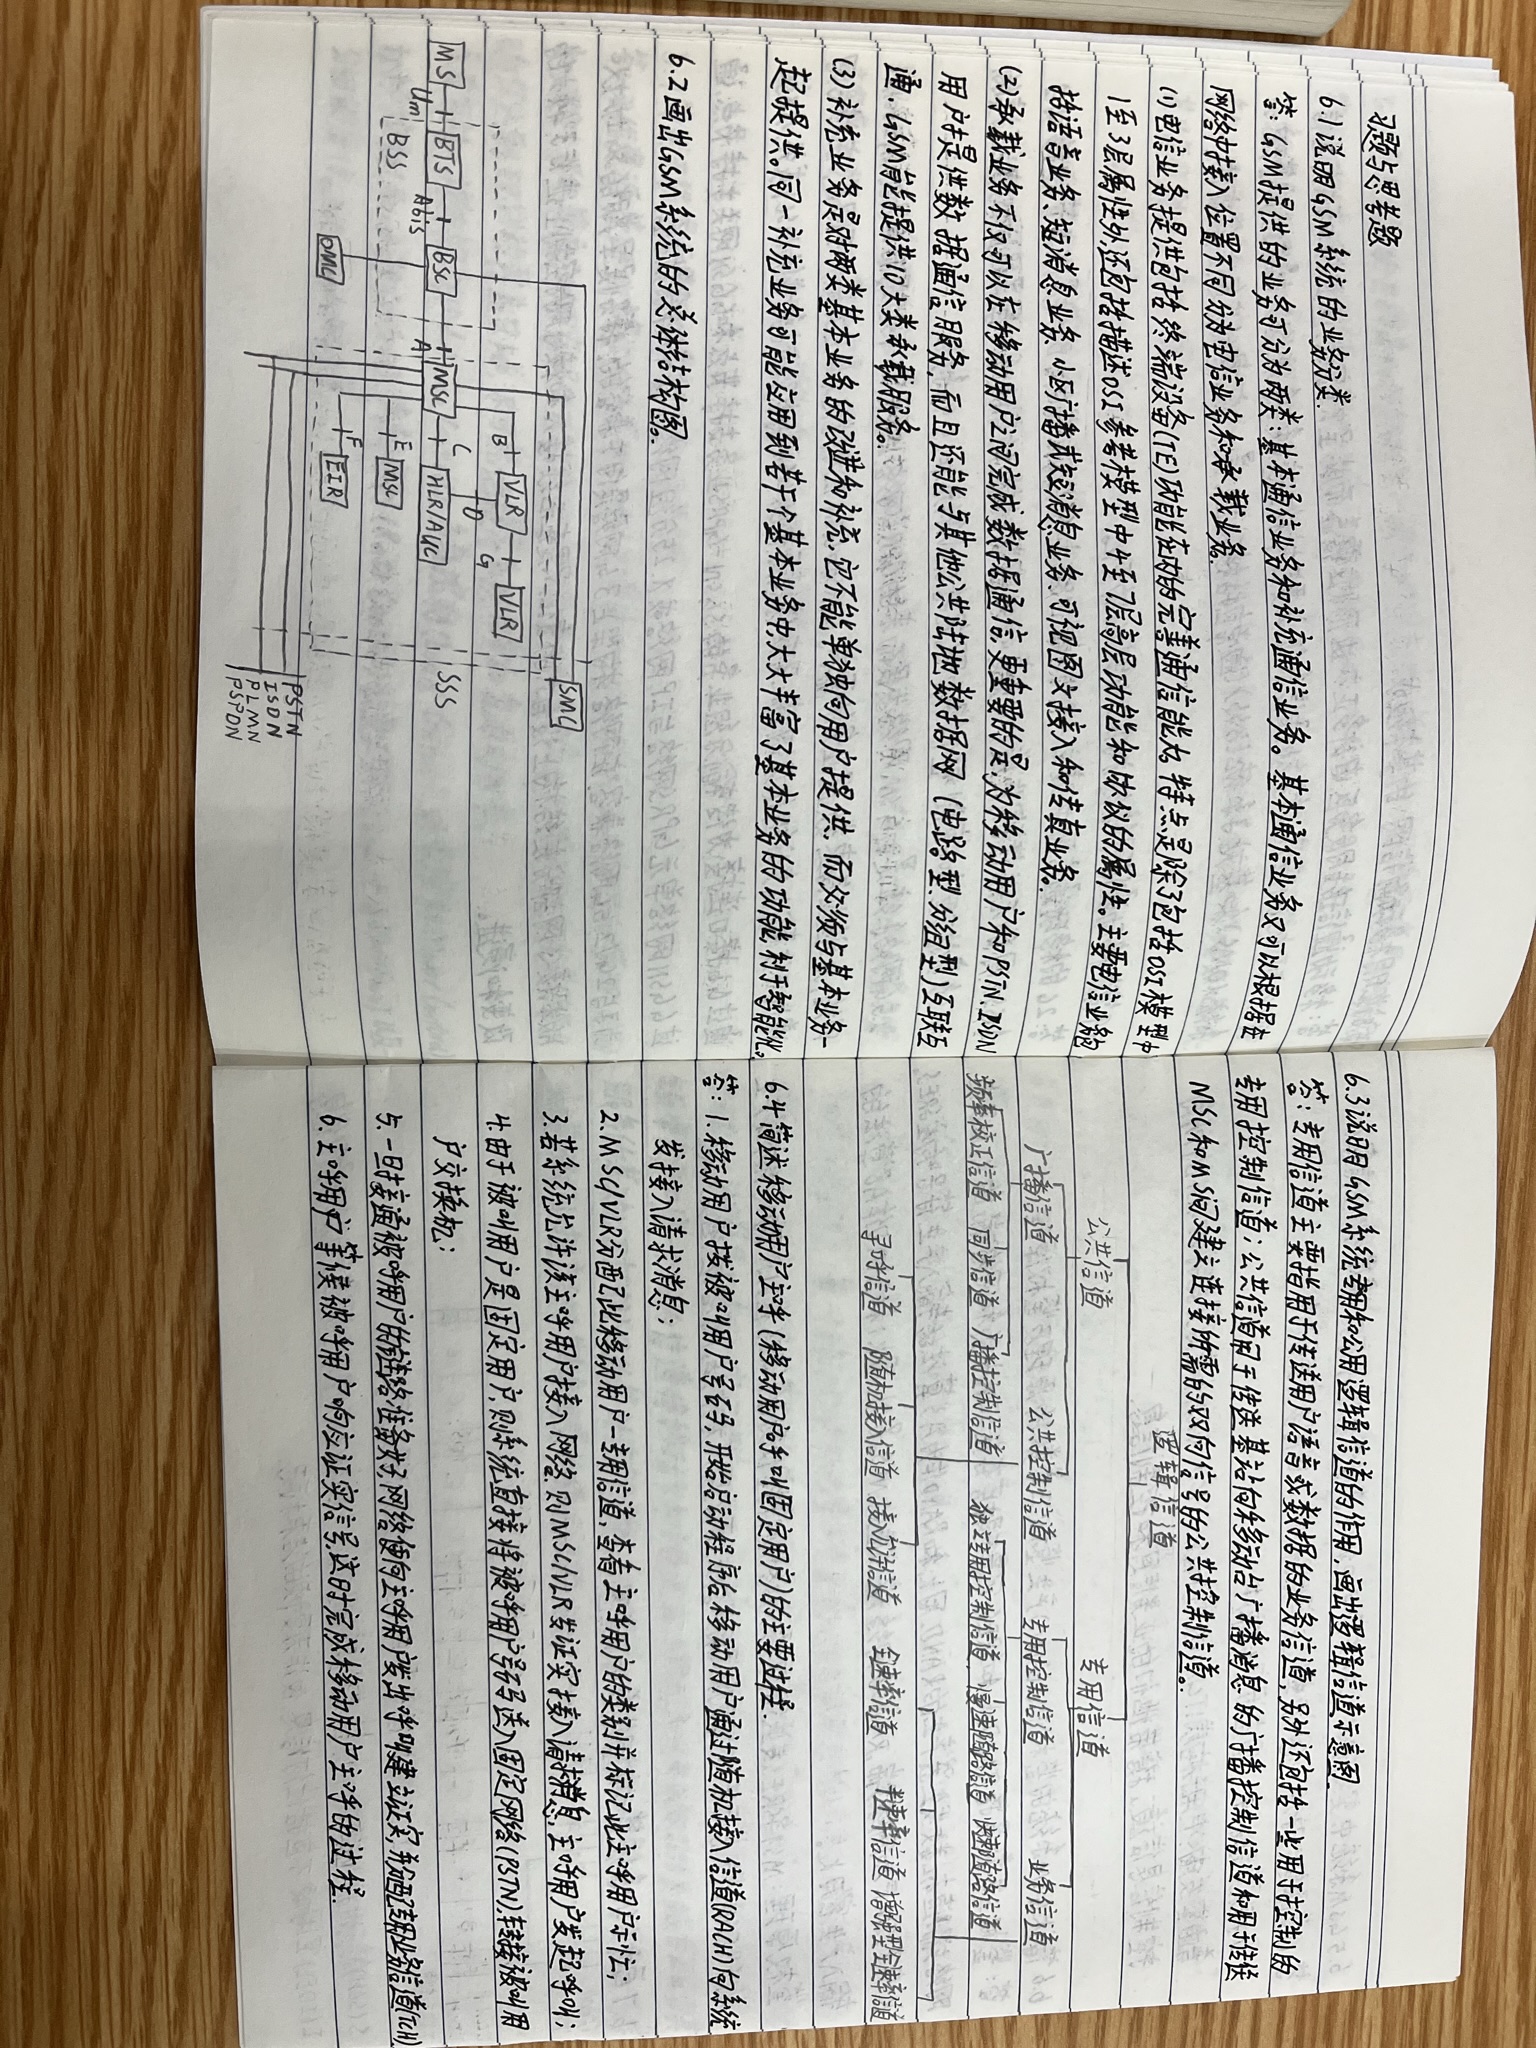 习题与思考题
6.1 说明GSM系统的业务分类.
答: GSM提供的业务可分为两类: 基本通信业务和补充通信业务。基本通信业务又可以根据在
网络中接入位置不同分为电信业务和承载业务.
(1) 电信业务提供包括终端设备(TE)功能在内的完善通信能力. 特点是除了包括OSI模型中
1至3层属性外,还包括描述OSI参考模型中4至7层高层功能和协议的属性。主要电信业务包
括语音业务、短消息业务、小区广播式短消息业务、可视图文接入和传真业务。
(2) 承载业务不仅可以在移动用户之间完成数据通信,更重要的是,为移动用户和PSTN、ISDN
用户提供数据通信服务, 而且还能与其他公共陆地数据网 (电路型、分组型)互联互
通. GSM能提供10大类承载服务。
(3) 补充业务是对两类基本业务的改进和补充, 它不能单独向用户提供, 而必须与基本业务一
起提供。同一补充业务可能应用到若干个基本业务中,大大丰富了基本业务的功能,利于智能化。
6.2 画出GSM系统的总体结构图。
SMC
VLR
VLR
B
G
D
MS
BTS
BSC
MSC
HLR/AUC
Um
Abis
A
C
BSS
E
MSC
SSS
F
EIR
OMC
PSTN
ISDN
PLMN
PSPDN
6.3 说明GSM系统专用和公用逻辑信道的作用, 画出逻辑信道示意图.
答: 专用信道主要指用于传送用户语音或数据的业务信道, 另外还包括一些用于控制的
专用控制信道; 公共信道用于传送基站向移动台广播消息的广播控制信道和用于传送
MSC和MS间建立连接所需的双向信号的公共控制信道。
逻辑信道
公共信道 专用信道
广播信道 公共控制信道 专用控制信道 业务信道
频率校正信道 同步信道 广播控制信道 独立专用控制信道 慢速随路信道 快速随路信道
寻呼信道 随机接入信道 接入允许信道 全速率信道 半速率信道 增强型全速率信道
6.4 简述移动用户主呼(移动用户呼叫固定用户)的主要过程.
答: 1. 移动用户拨被叫用户号码, 开始启动程序后移动用户通过随机接入信道(RACH)向系统
发接入请求消息;
2. MSC/VLR分配此移动用户一专用信道, 查看主呼用户的类别并标记此主呼用户示忙;
3. 若系统允许该主呼用户接入网络, 则MSC/VLR发证实接入请求消息, 主呼用户发起呼叫;
4. 由于被叫用户是固定用户, 则系统直接将被呼用户号码送入固定网络(PSTN), 转接被叫用
户交换机;
5. 一旦接通被呼用户的链路准备好, 网络便向主呼用户发出呼叫建立证实, 并分配专用业务信道(TCH)
6. 主呼用户等候被呼用户响应证实信号, 这时完成移动用户主呼的过程.